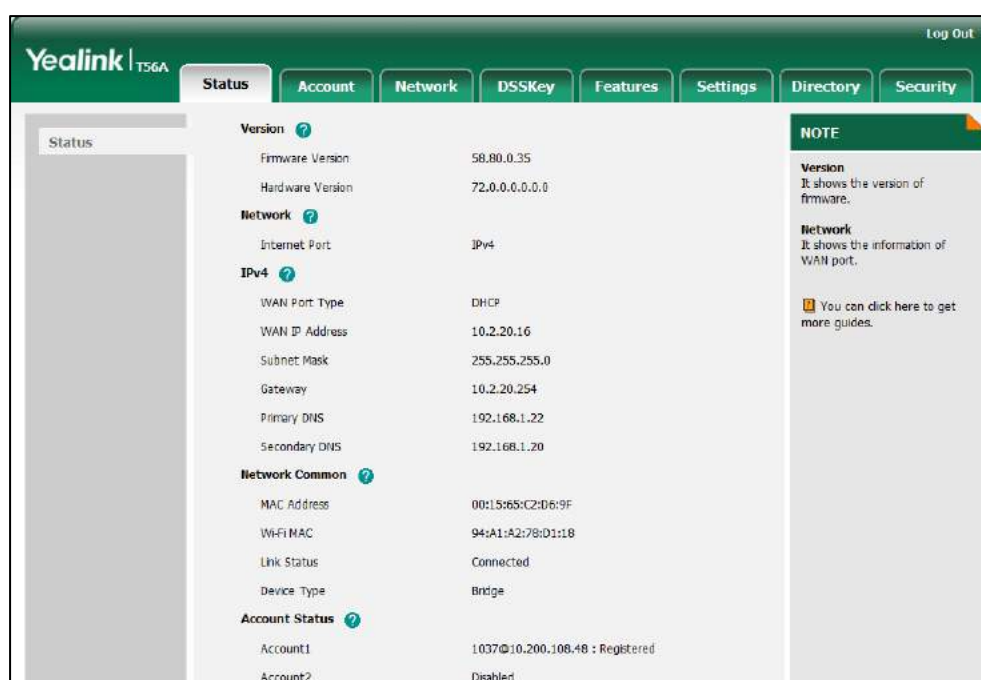 Log Out
Yealink | T56A
Status Account Network DSSKey Features Settings Directory Security
Status
Version
Firmware Version 58.80.0.35
Hardware Version 72.0.0.0.0.0.0
Network
Internet Port IPv4
IPv4
WAN Port Type DHCP
WAN IP Address 10.2.20.16
Subnet Mask 255.255.255.0
Gateway 10.2.20.254
Primary DNS 192.168.1.22
Secondary DNS 192.168.1.20
Network Common
MAC Address 00:15:65:C2:D6:9F
Wi-Fi MAC 94:A1:A2:78:D1:18
Link Status Connected
Device Type Bridge
Account Status
Account1 1037@10.200.108.48 : Registered
Account2 Disabled
NOTE
Version
It shows the version of
firmware.
Network
It shows the information of
WAN port.
You can click here to get
more guides.